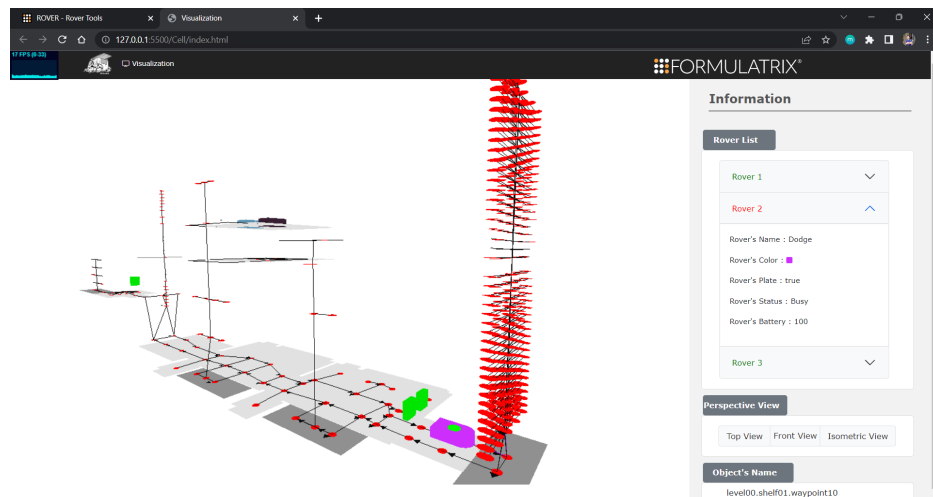 ROVER - Rover Tools
Visualization
127.0.0.1:5500/Cell/index.html
17 FPS (8-33)
Visualization
FORMULATRIX®
Information
Rover List
Rover 1
Rover 2
Rover's Name : Dodge
Rover's Color :
Rover's Plate : true
Rover's Status : Busy
Rover's Battery : 100
Rover 3
Perspective View
Top View Front View Isometric View
Object's Name
level00.shelf01.waypoint10